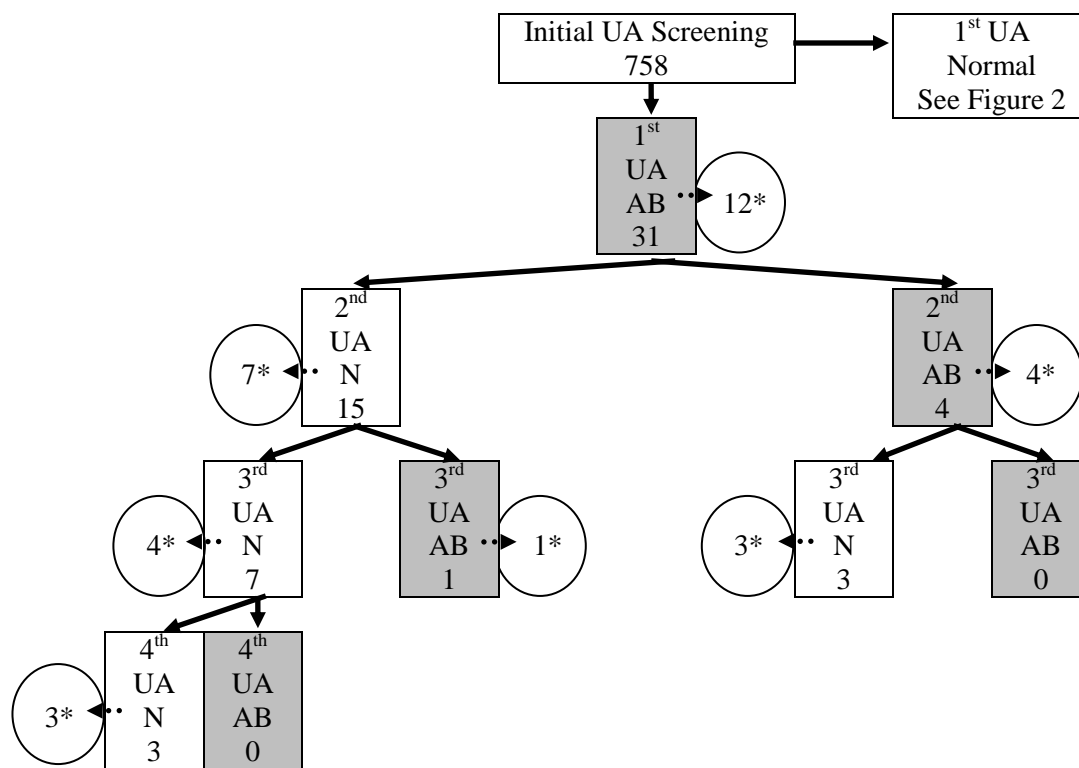 Initial UA Screening
758
1st UA
Normal
See Figure 2
1st
UA
AB
31
12*
2nd
UA
N
15
7*
2nd
UA
AB
4
4*
3rd
UA
N
7
4*
3rd
UA
AB
1
1*
3rd
UA
N
3
3*
3rd
UA
AB
0
4th
UA
N
3
3*
4th
UA
AB
0